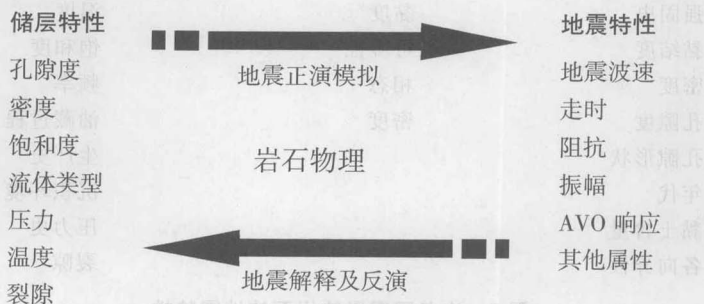 储层特性
孔隙度
密度
饱和度
流体类型
压力
温度
裂隙
地震正演模拟
岩石物理
地震解释及反演
地震特性
地震波速
走时
阻抗
振幅
AVO 响应
其他属性